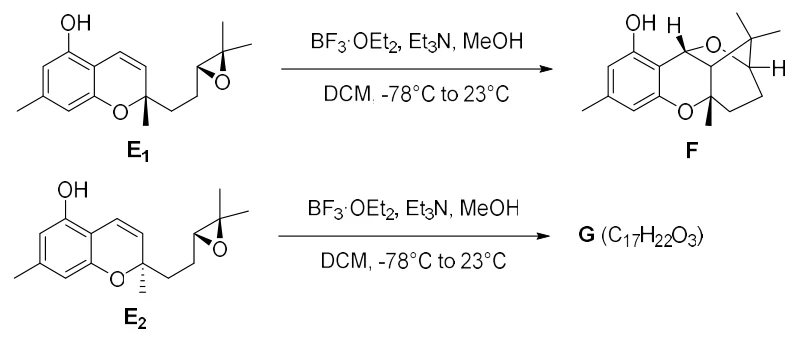 OH
O
O
E₁
BF₃·OEt₂, Et₃N, MeOH
DCM, -78°C to 23°C
OH
H
O
H
O
F
OH
O
O
E₂
BF₃·OEt₂, Et₃N, MeOH
DCM, -78°C to 23°C
G (C₁₇H₂₂O₃)